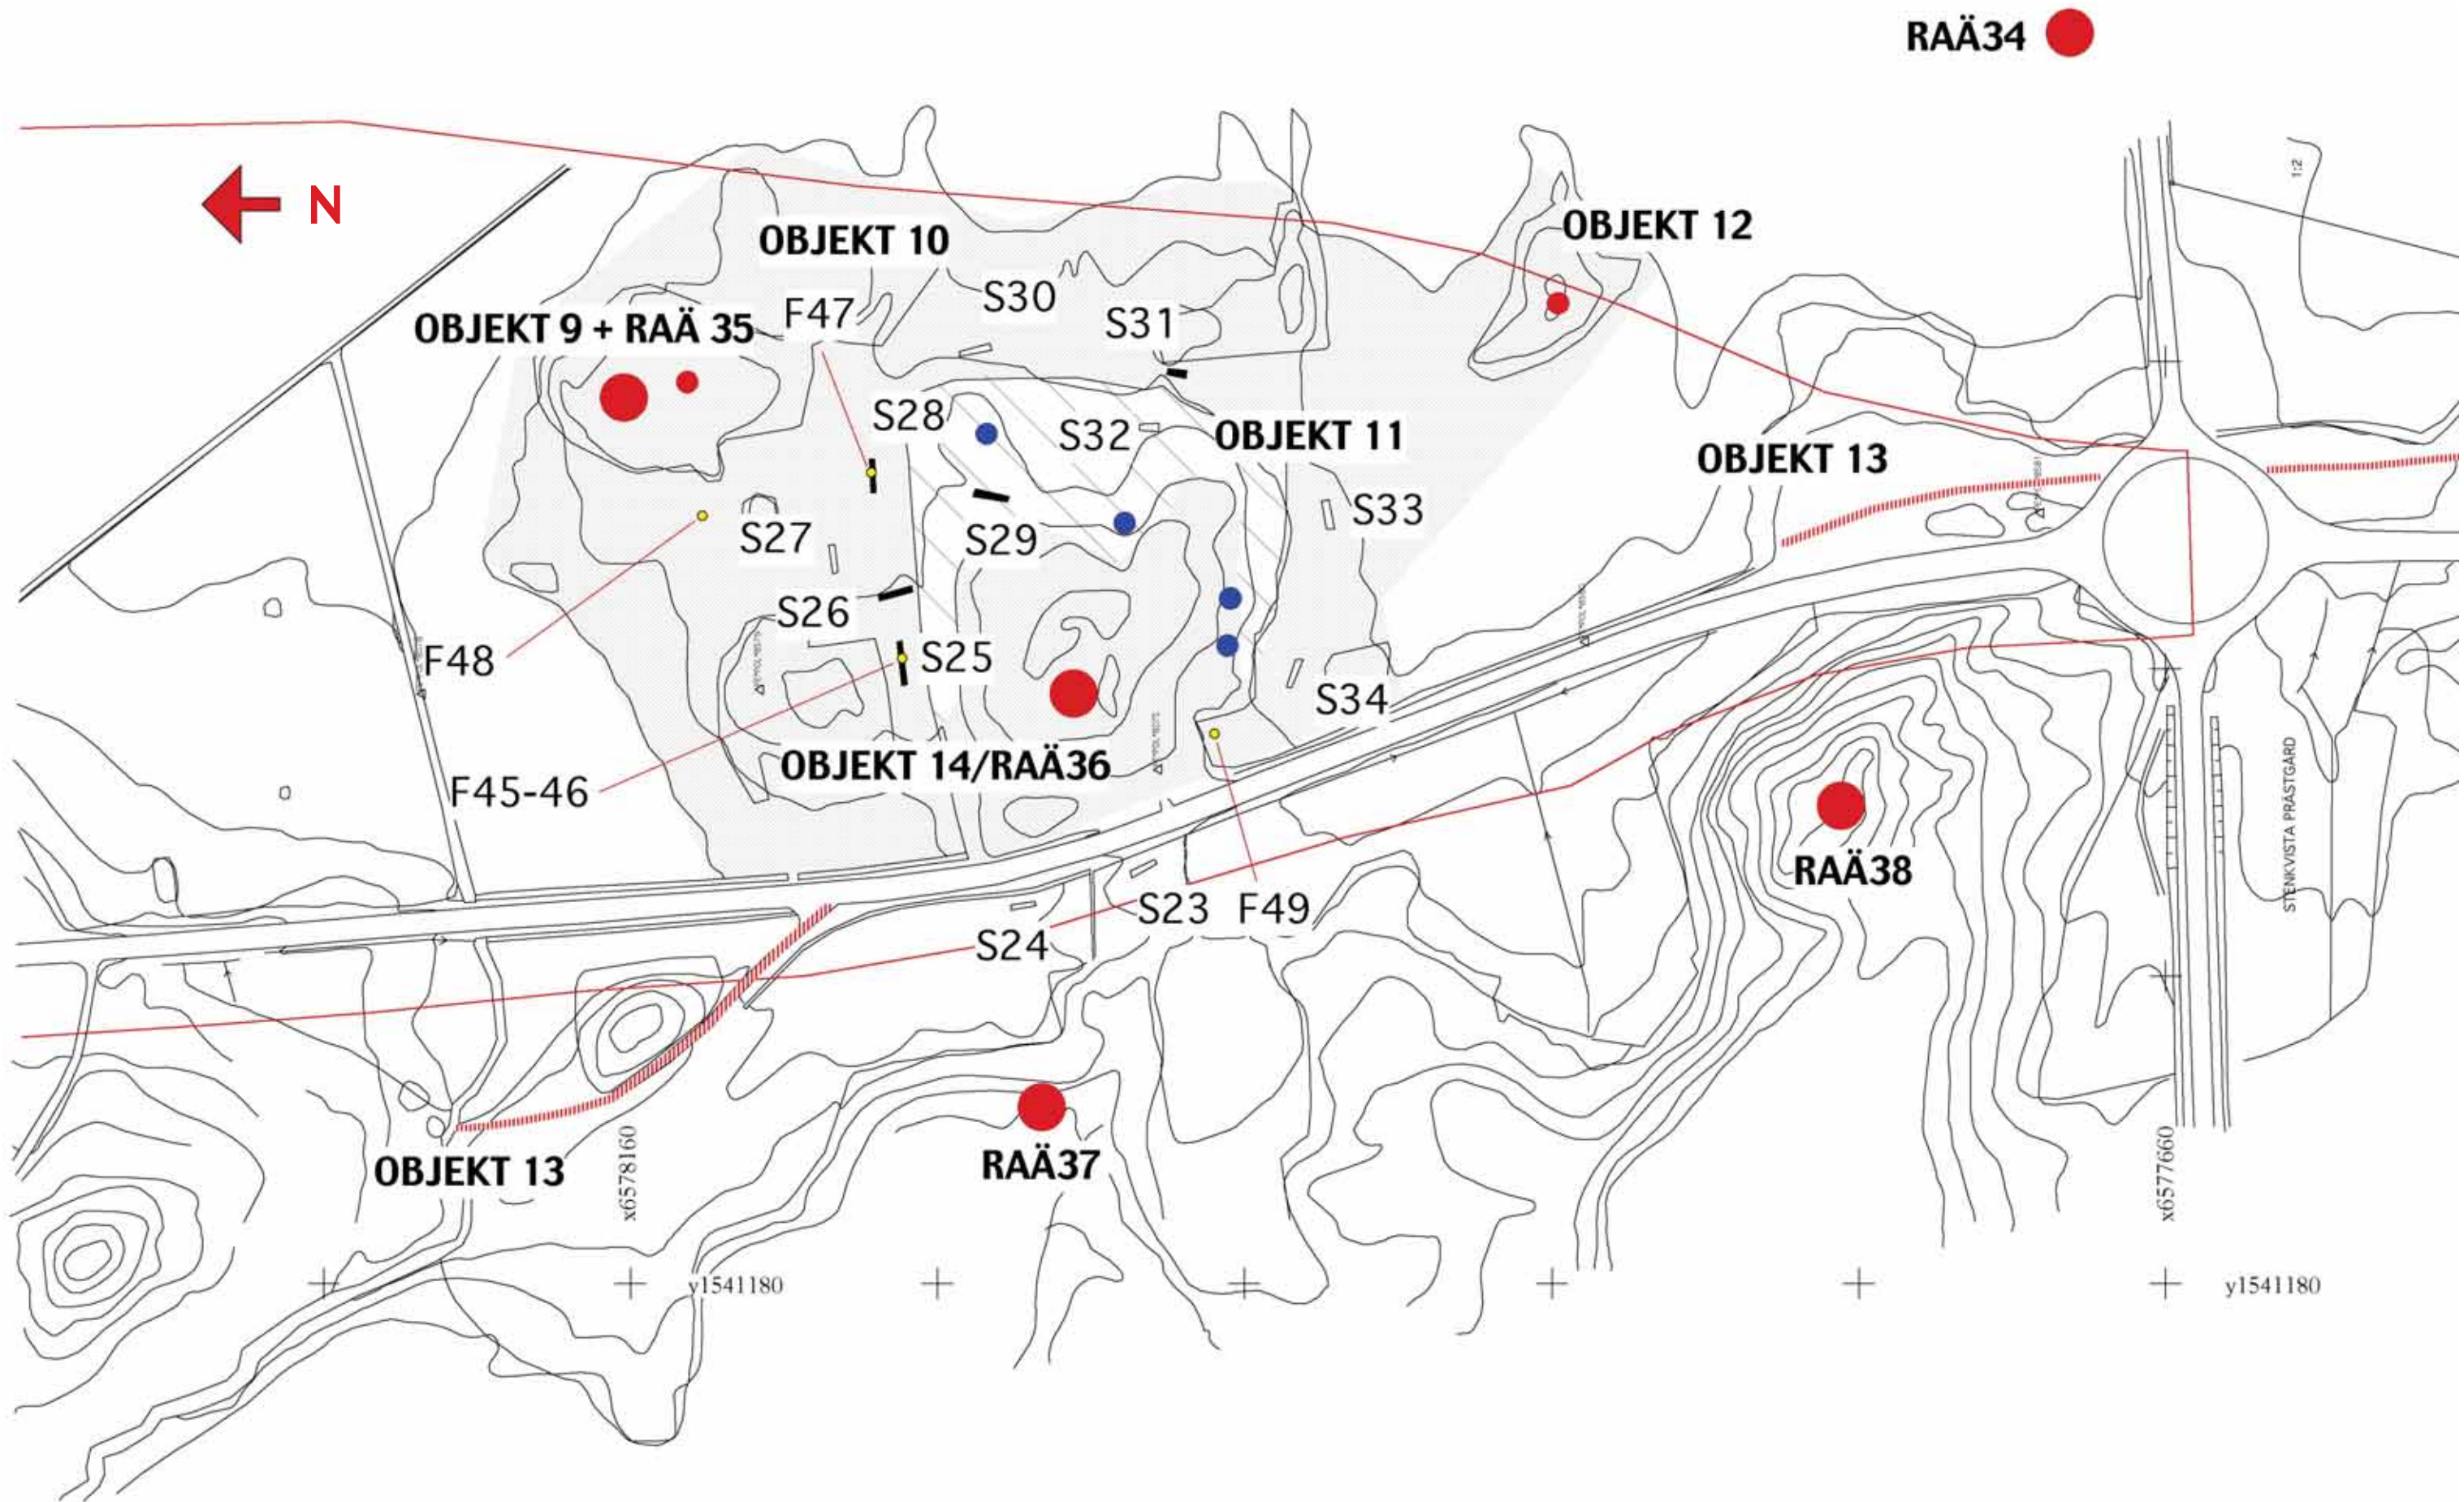 RAÄ34
1:2
N
OBJEKT 10
OBJEKT 12
S30
F47
S31
OBJEKT 9 + RAÄ 35
S28
S32
OBJEKT 11
OBJEKT 13
S33
S27
S29
S26
F48
S25
S34
OBJEKT 14/RAÄ36
F45-46
STENKVISTA PRÄSTGÅRD
RAÄ38
S23
F49
S24
OBJEKT 13
RAÄ37
x6578160
x6577660
y1541180
y1541180